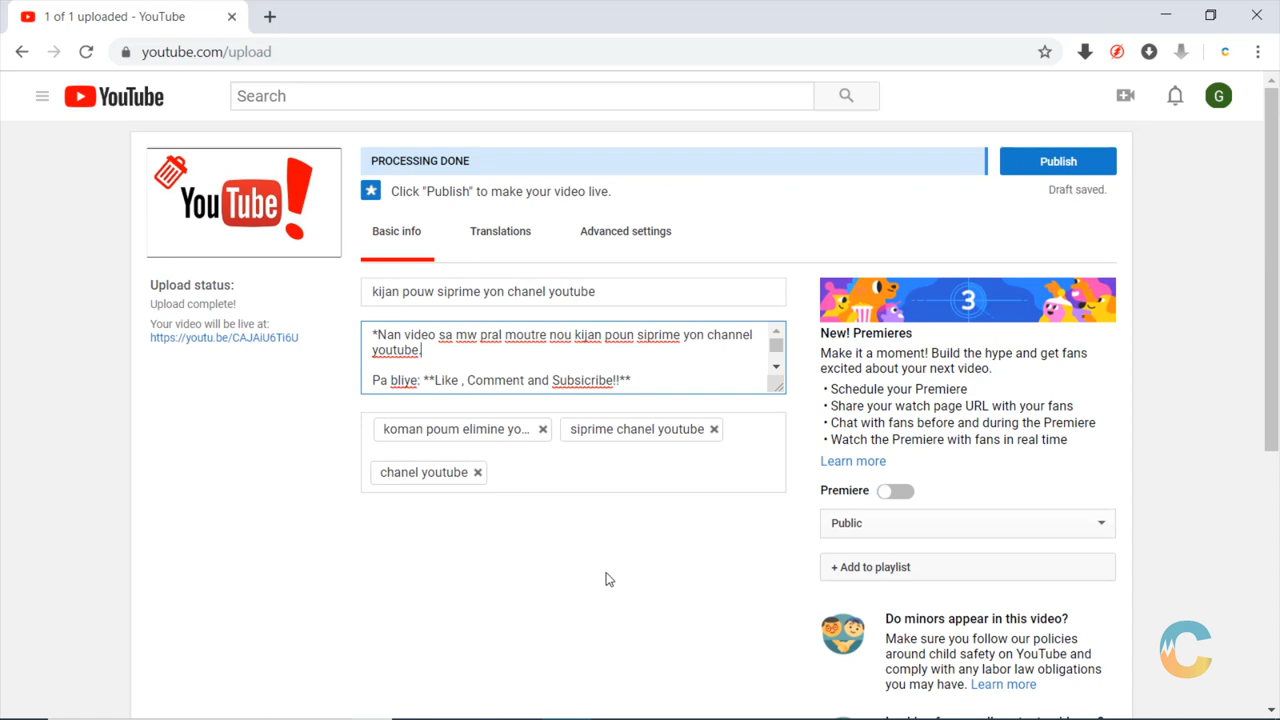 1 of 1 uploaded - YouTube
youtube.com/upload
YouTube
Search
G
YouTube!
PROCESSING DONE
Publish
Click "Publish" to make your video live.
Draft saved.
Basic info
Translations
Advanced settings
Upload status:
Upload complete!
Your video will be live at:
https://youtu.be/CAJAiU6Ti6U
kijan pouw siprime yon chanel youtube
*Nan video sa mw pral moutre nou kijan poun siprime yon channel
youtube.
Pa bliye: **Like , Comment and Subsicribe!!**
koman poum elimine yo...
siprime chanel youtube
chanel youtube
3
New! Premieres
Make it a moment! Build the hype and get fans
excited about your next video.
• Schedule your Premiere
• Share your watch page URL with your fans
• Chat with fans before and during the Premiere
• Watch the Premiere with fans in real time
Learn more
Premiere
Public
+ Add to playlist
Do minors appear in this video?
Make sure you follow our policies
around child safety on YouTube and
comply with any labor law obligations
you may have. Learn more
C